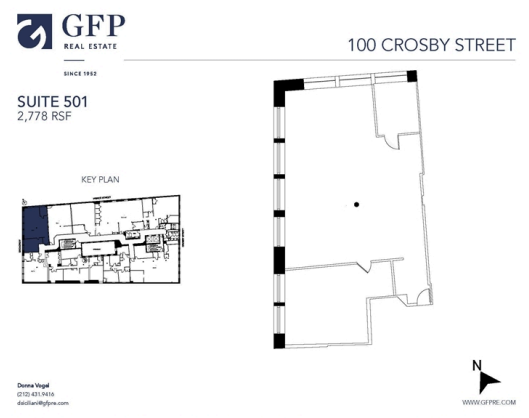 GFP
REAL ESTATE
SINCE 1952
100 CROSBY STREET
SUITE 501
2,778 RSF
KEY PLAN
Donna Vogel
(212) 431.9416
dsiciliani@gfpre.com
N
WWW.GFPRE.COM